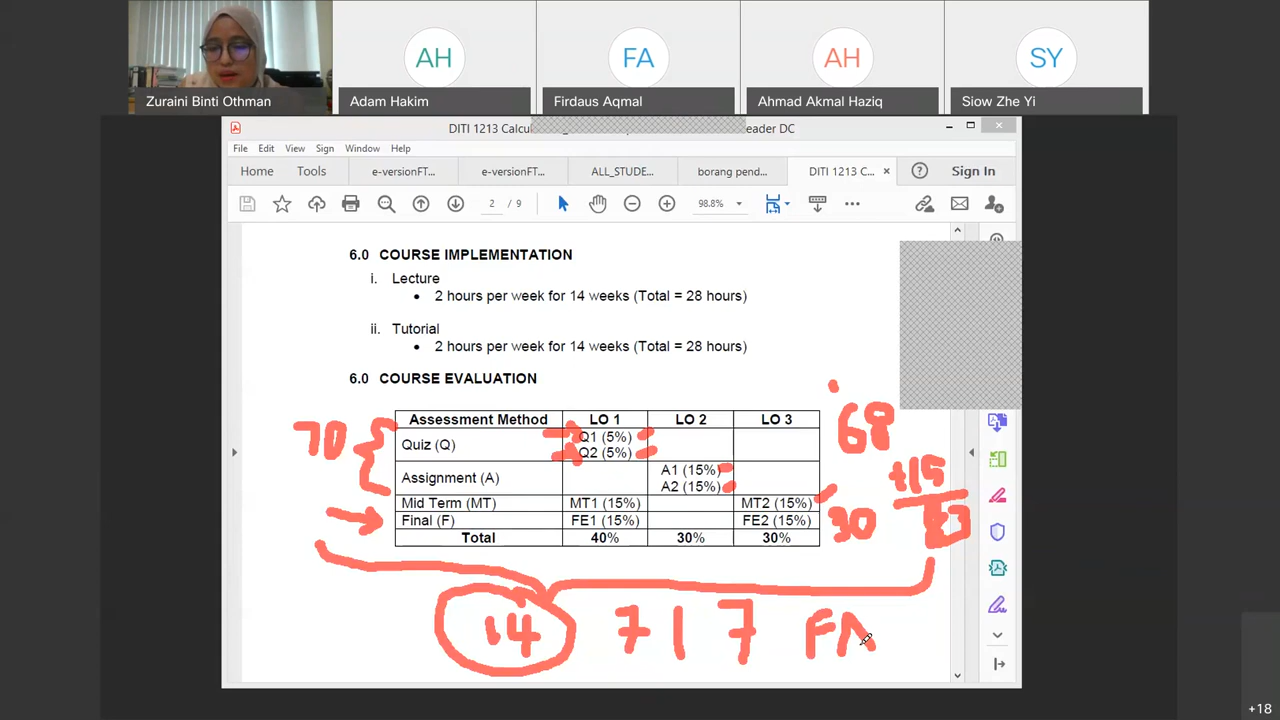 AH
FA
AH
SY
Zuraini Binti Othman
Adam Hakim
Firdaus Aqmal
Ahmad Akmal Haziq
Siow Zhe Yi
DITI 1213 Calcu
eader DC
File Edit View Sign Window Help
Home Tools e-versionFT... e-versionFT... ALL_STUDE... borang pend... DITI 1213 C... Sign In
2 / 9 98.8%
6.0 COURSE IMPLEMENTATION
i. Lecture
• 2 hours per week for 14 weeks (Total = 28 hours)
ii. Tutorial
• 2 hours per week for 14 weeks (Total = 28 hours)
6.0 COURSE EVALUATION
Assessment Method LO 1 LO 2 LO 3
Quiz (Q) Q1 (5%)
Q2 (5%)
Assignment (A) A1 (15%)
A2 (15%)
Mid Term (MT) MT1 (15%) MT2 (15%)
Final (F) FE1 (15%) FE2 (15%)
Total 40% 30% 30%
70
68
+15
30
14 7 | 7 FA
+18